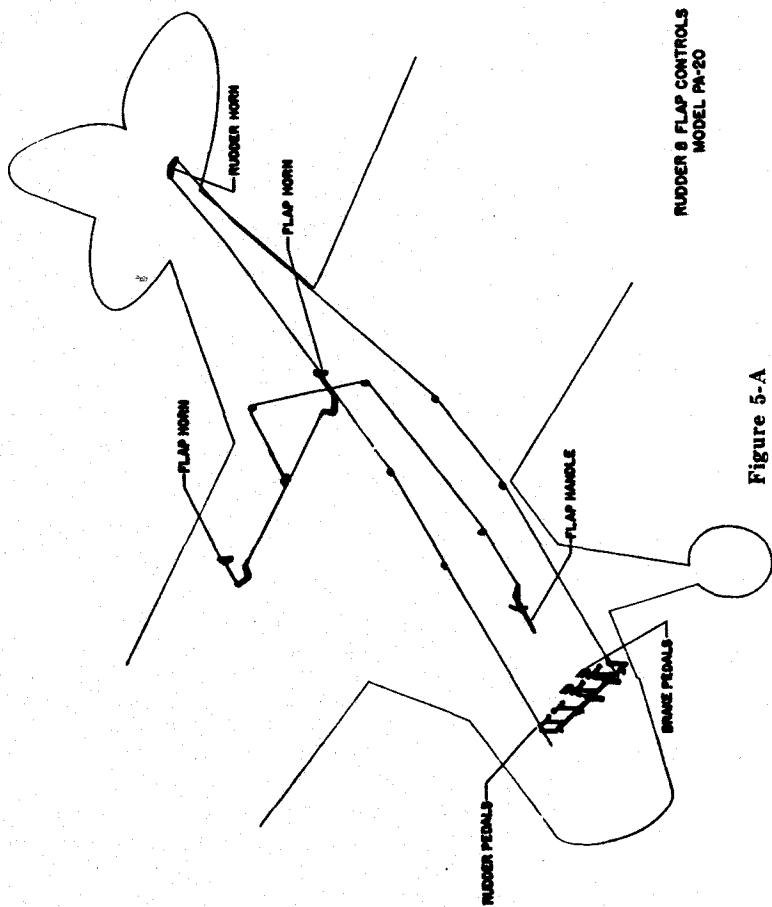 RUDDER HORN
FLAP HORN
FLAP HORN
FLAP HANDLE
RUDDER PEDALS
BRAKE PEDALS
RUDDER & FLAP CONTROLS
MODEL PA-20
Figure 5-A